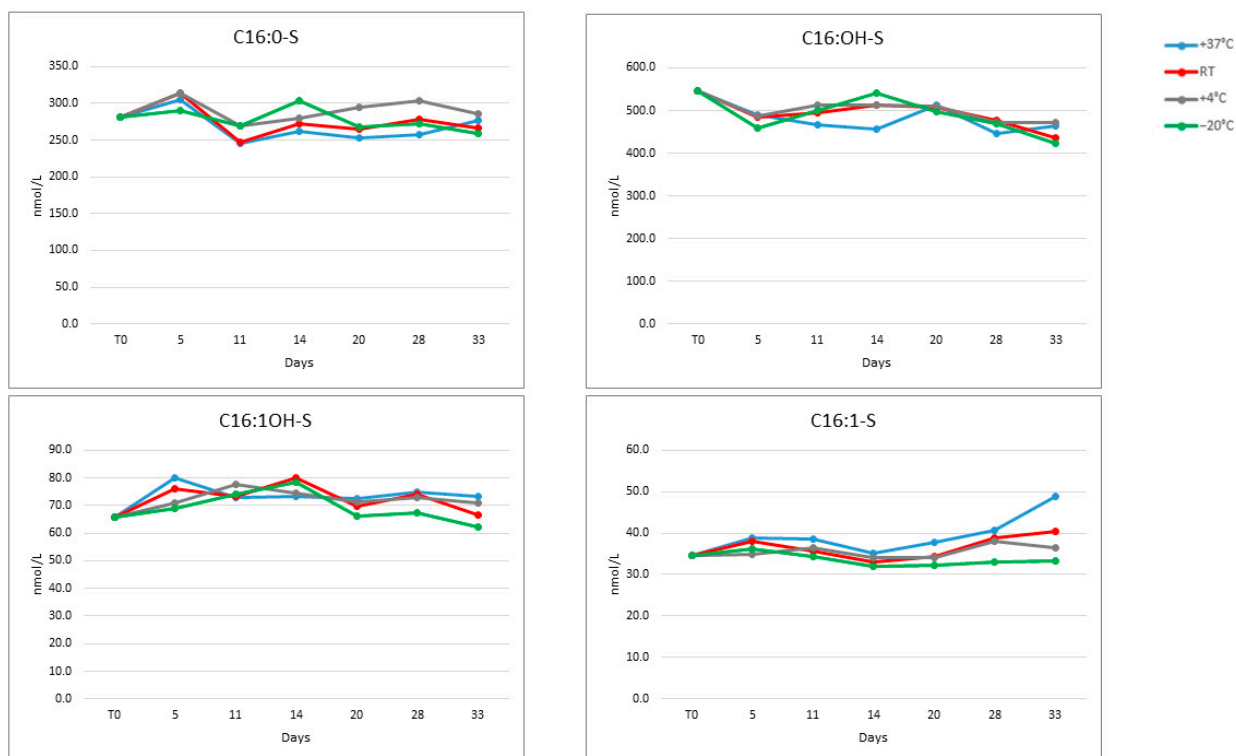 C16:0-S
350.0
300.0
250.0
200.0
150.0
100.0
50.0
0.0
nmol/L
T0 5 11 14 20 28 33
Days
C16:OH-S
600.0
500.0
400.0
300.0
200.0
100.0
0.0
nmol/L
T0 5 11 14 20 28 33
Days
+37°C
RT
+4°C
−20°C
C16:1OH-S
90.0
80.0
70.0
60.0
50.0
40.0
30.0
20.0
10.0
0.0
nmol/L
T0 5 11 14 20 28 33
Days
C16:1-S
60.0
50.0
40.0
30.0
20.0
10.0
0.0
nmol/L
T0 5 11 14 20 28 33
Days